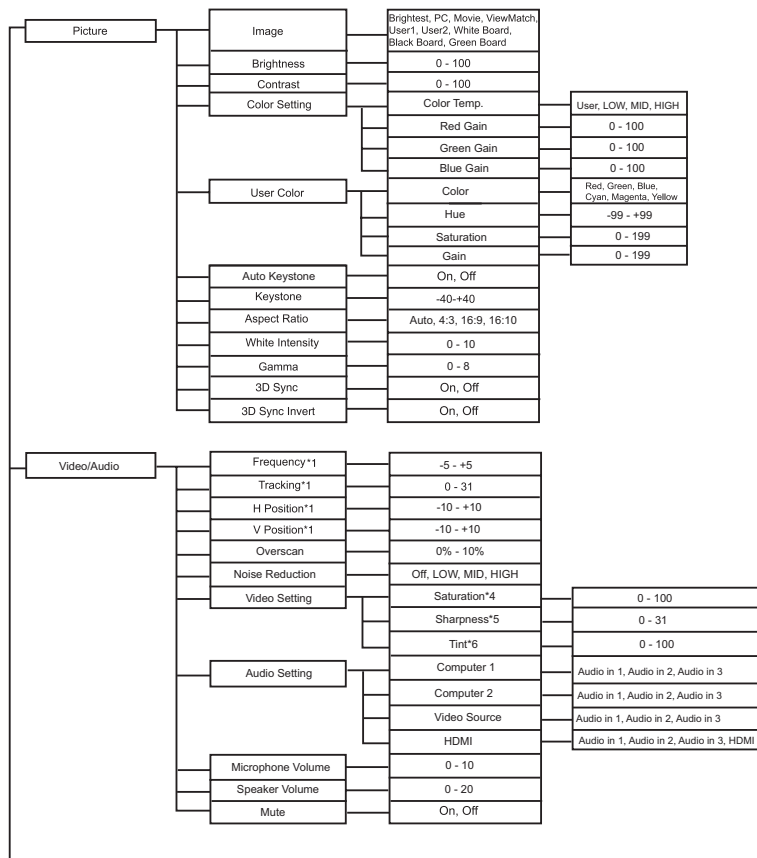 Picture
Image
Brightest, PC, Movie, ViewMatch,
User1, User2, White Board,
Black Board, Green Board
Brightness
0 - 100
Contrast
0 - 100
Color Setting
Color Temp.
User, LOW, MID, HIGH
Red Gain
0 - 100
Green Gain
0 - 100
Blue Gain
0 - 100
User Color
Color
Red, Green, Blue,
Cyan, Magenta, Yellow
Hue
-99 - +99
Saturation
0 - 199
Gain
0 - 199
Auto Keystone
On, Off
Keystone
-40-+40
Aspect Ratio
Auto, 4:3, 16:9, 16:10
White Intensity
0 - 10
Gamma
0 - 8
3D Sync
On, Off
3D Sync Invert
On, Off
Video/Audio
Frequency*1
-5 - +5
Tracking*1
0 - 31
H Position*1
-10 - +10
V Position*1
-10 - +10
Overscan
0% - 10%
Noise Reduction
Off, LOW, MID, HIGH
Video Setting
Saturation*4
0 - 100
Sharpness*5
0 - 31
Tint*6
0 - 100
Audio Setting
Computer 1
Audio in 1, Audio in 2, Audio in 3
Computer 2
Audio in 1, Audio in 2, Audio in 3
Video Source
Audio in 1, Audio in 2, Audio in 3
HDMI
Audio in 1, Audio in 2, Audio in 3, HDMI
Microphone Volume
0 - 10
Speaker Volume
0 - 20
Mute
On, Off